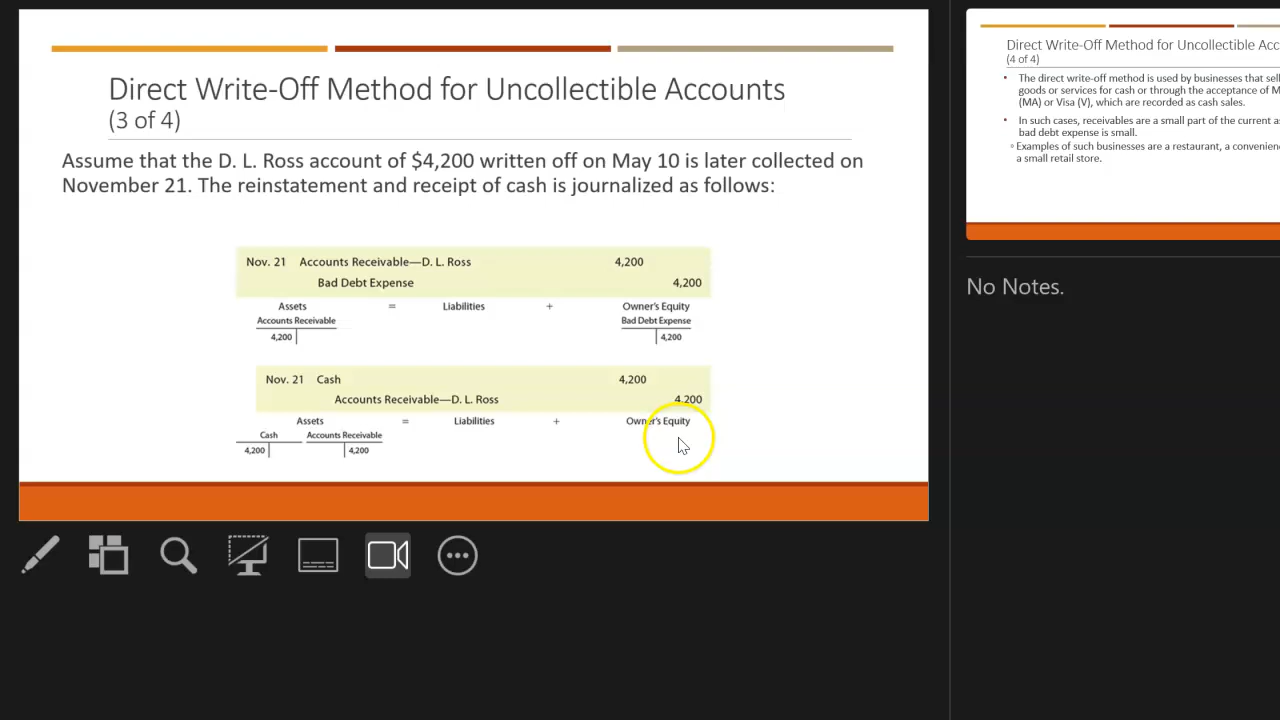 Direct Write-Off Method for Uncollectible Accounts
(3 of 4)
Assume that the D. L. Ross account of $4,200 written off on May 10 is later collected on
November 21. The reinstatement and receipt of cash is journalized as follows:
Nov. 21 Accounts Receivable—D. L. Ross 4,200
Bad Debt Expense 4,200
Assets = Liabilities + Owner's Equity
Accounts Receivable Bad Debt Expense
4,200 4,200
Nov. 21 Cash 4,200
Accounts Receivable—D. L. Ross 4,200
Assets = Liabilities + Owner's Equity
Cash Accounts Receivable
4,200 4,200
Direct Write-Off Method for Uncollectible Acc
(4 of 4)
The direct write-off method is used by businesses that sell
goods or services for cash or through the acceptance of M
(MA) or Visa (V), which are recorded as cash sales.
In such cases, receivables are a small part of the current as
bad debt expense is small.
Examples of such businesses are a restaurant, a convenienc
a small retail store.
No Notes.